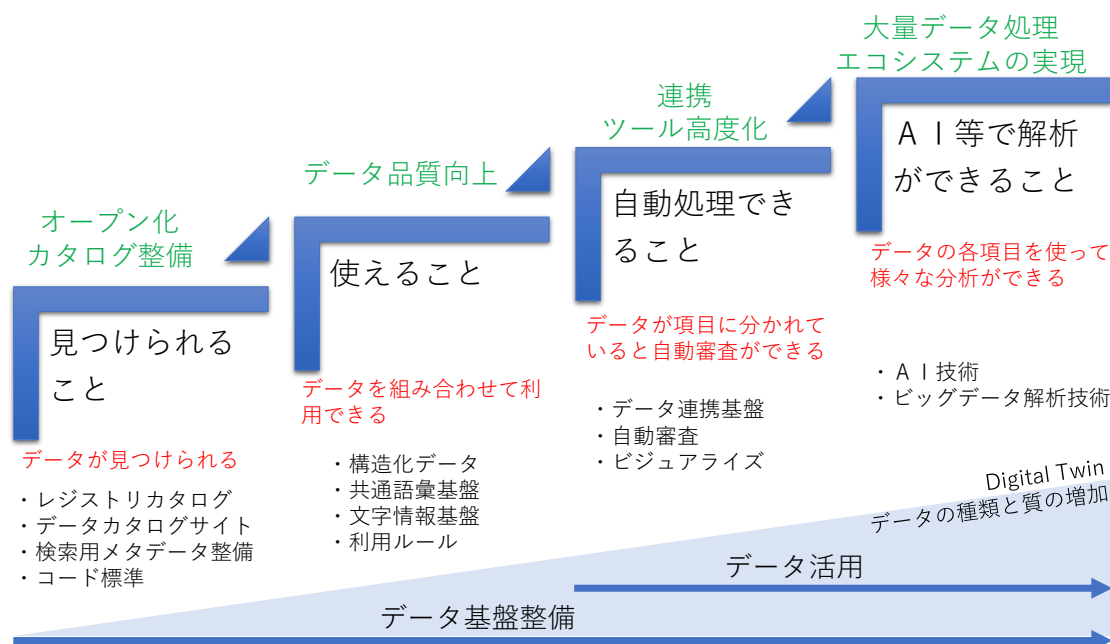 オープン化
カタログ整備
見つけられる
こと
データが見つけられる
・レジストリカタログ
・データカタログサイト
・検索用メタデータ整備
・コード標準
データ品質向上
使えること
データを組み合わせて利
用できる
・構造化データ
・共通語彙基盤
・文字情報基盤
・利用ルール
連携
ツール高度化
自動処理でき
ること
データが項目に分かれて
いると自動審査ができる
・データ連携基盤
・自動審査
・ビジュアライズ
大量データ処理
エコシステムの実現
ＡＩ等で解析
ができること
データの各項目を使って
様々な分析ができる
・ＡＩ技術
・ビッグデータ解析技術
Digital Twin
データの種類と質の増加
データ活用
データ基盤整備